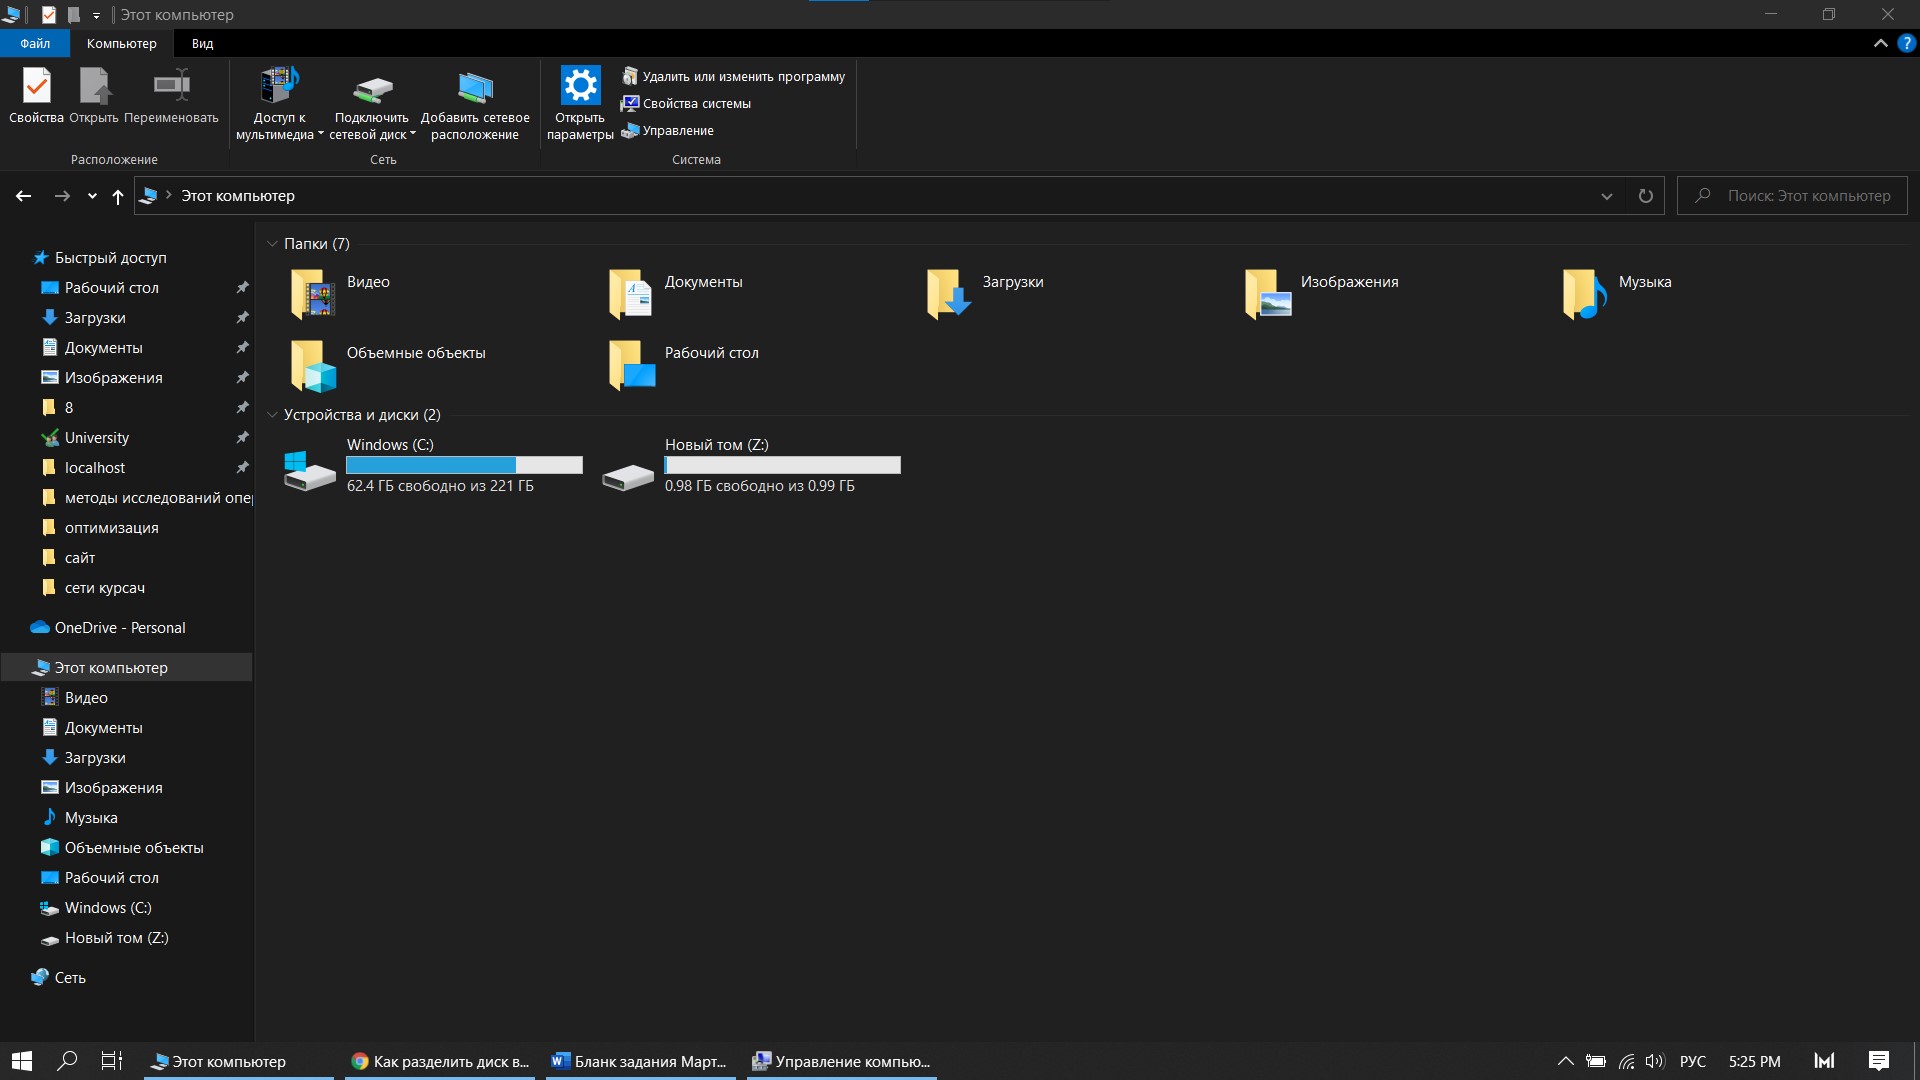 Этот компьютер
Файл Компьютер Вид
Свойства Открыть Переименовать
Расположение
Доступ к мультимедиа
Подключить сетевой диск
Добавить сетевое расположение
Сеть
Открыть параметры
Удалить или изменить программу
Свойства системы
Управление
Система
Этот компьютер
Поиск: Этот компьютер
Быстрый доступ
Рабочий стол
Загрузки
Документы
Изображения
8
University
localhost
методы исследований опер
оптимизация
сайт
сети курсач
OneDrive - Personal
Этот компьютер
Видео
Документы
Загрузки
Изображения
Музыка
Объемные объекты
Рабочий стол
Windows (C:)
Новый том (Z:)
Сеть
Папки (7)
Видео
Документы
Загрузки
Изображения
Музыка
Объемные объекты
Рабочий стол
Устройства и диски (2)
Windows (C:)
62.4 ГБ свободно из 221 ГБ
Новый том (Z:)
0.98 ГБ свободно из 0.99 ГБ
Этот компьютер
Как разделить диск в...
Бланк задания Март...
Управление компью...
РУС
5:25 PM